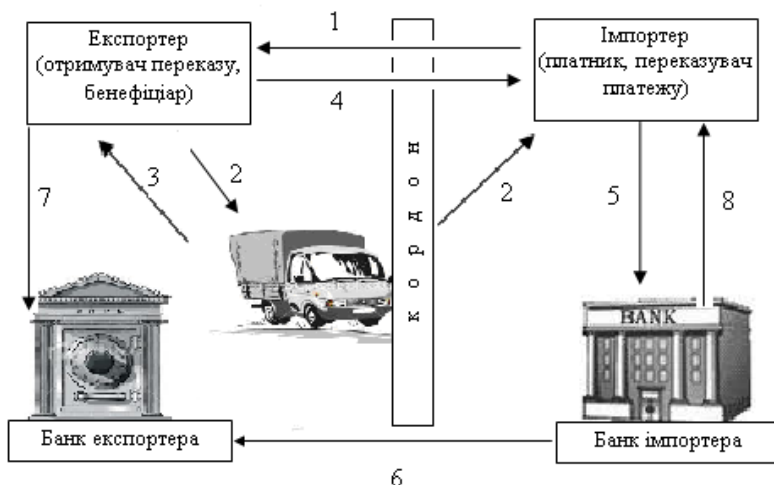 1
Експортер
(отримувач переказу,
бенефіціар)
Імпортер
(платник, переказувач
платежу)
4
7
3
2
кордон
2
5
8
BANK
Банк експортера
Банк імпортера
6